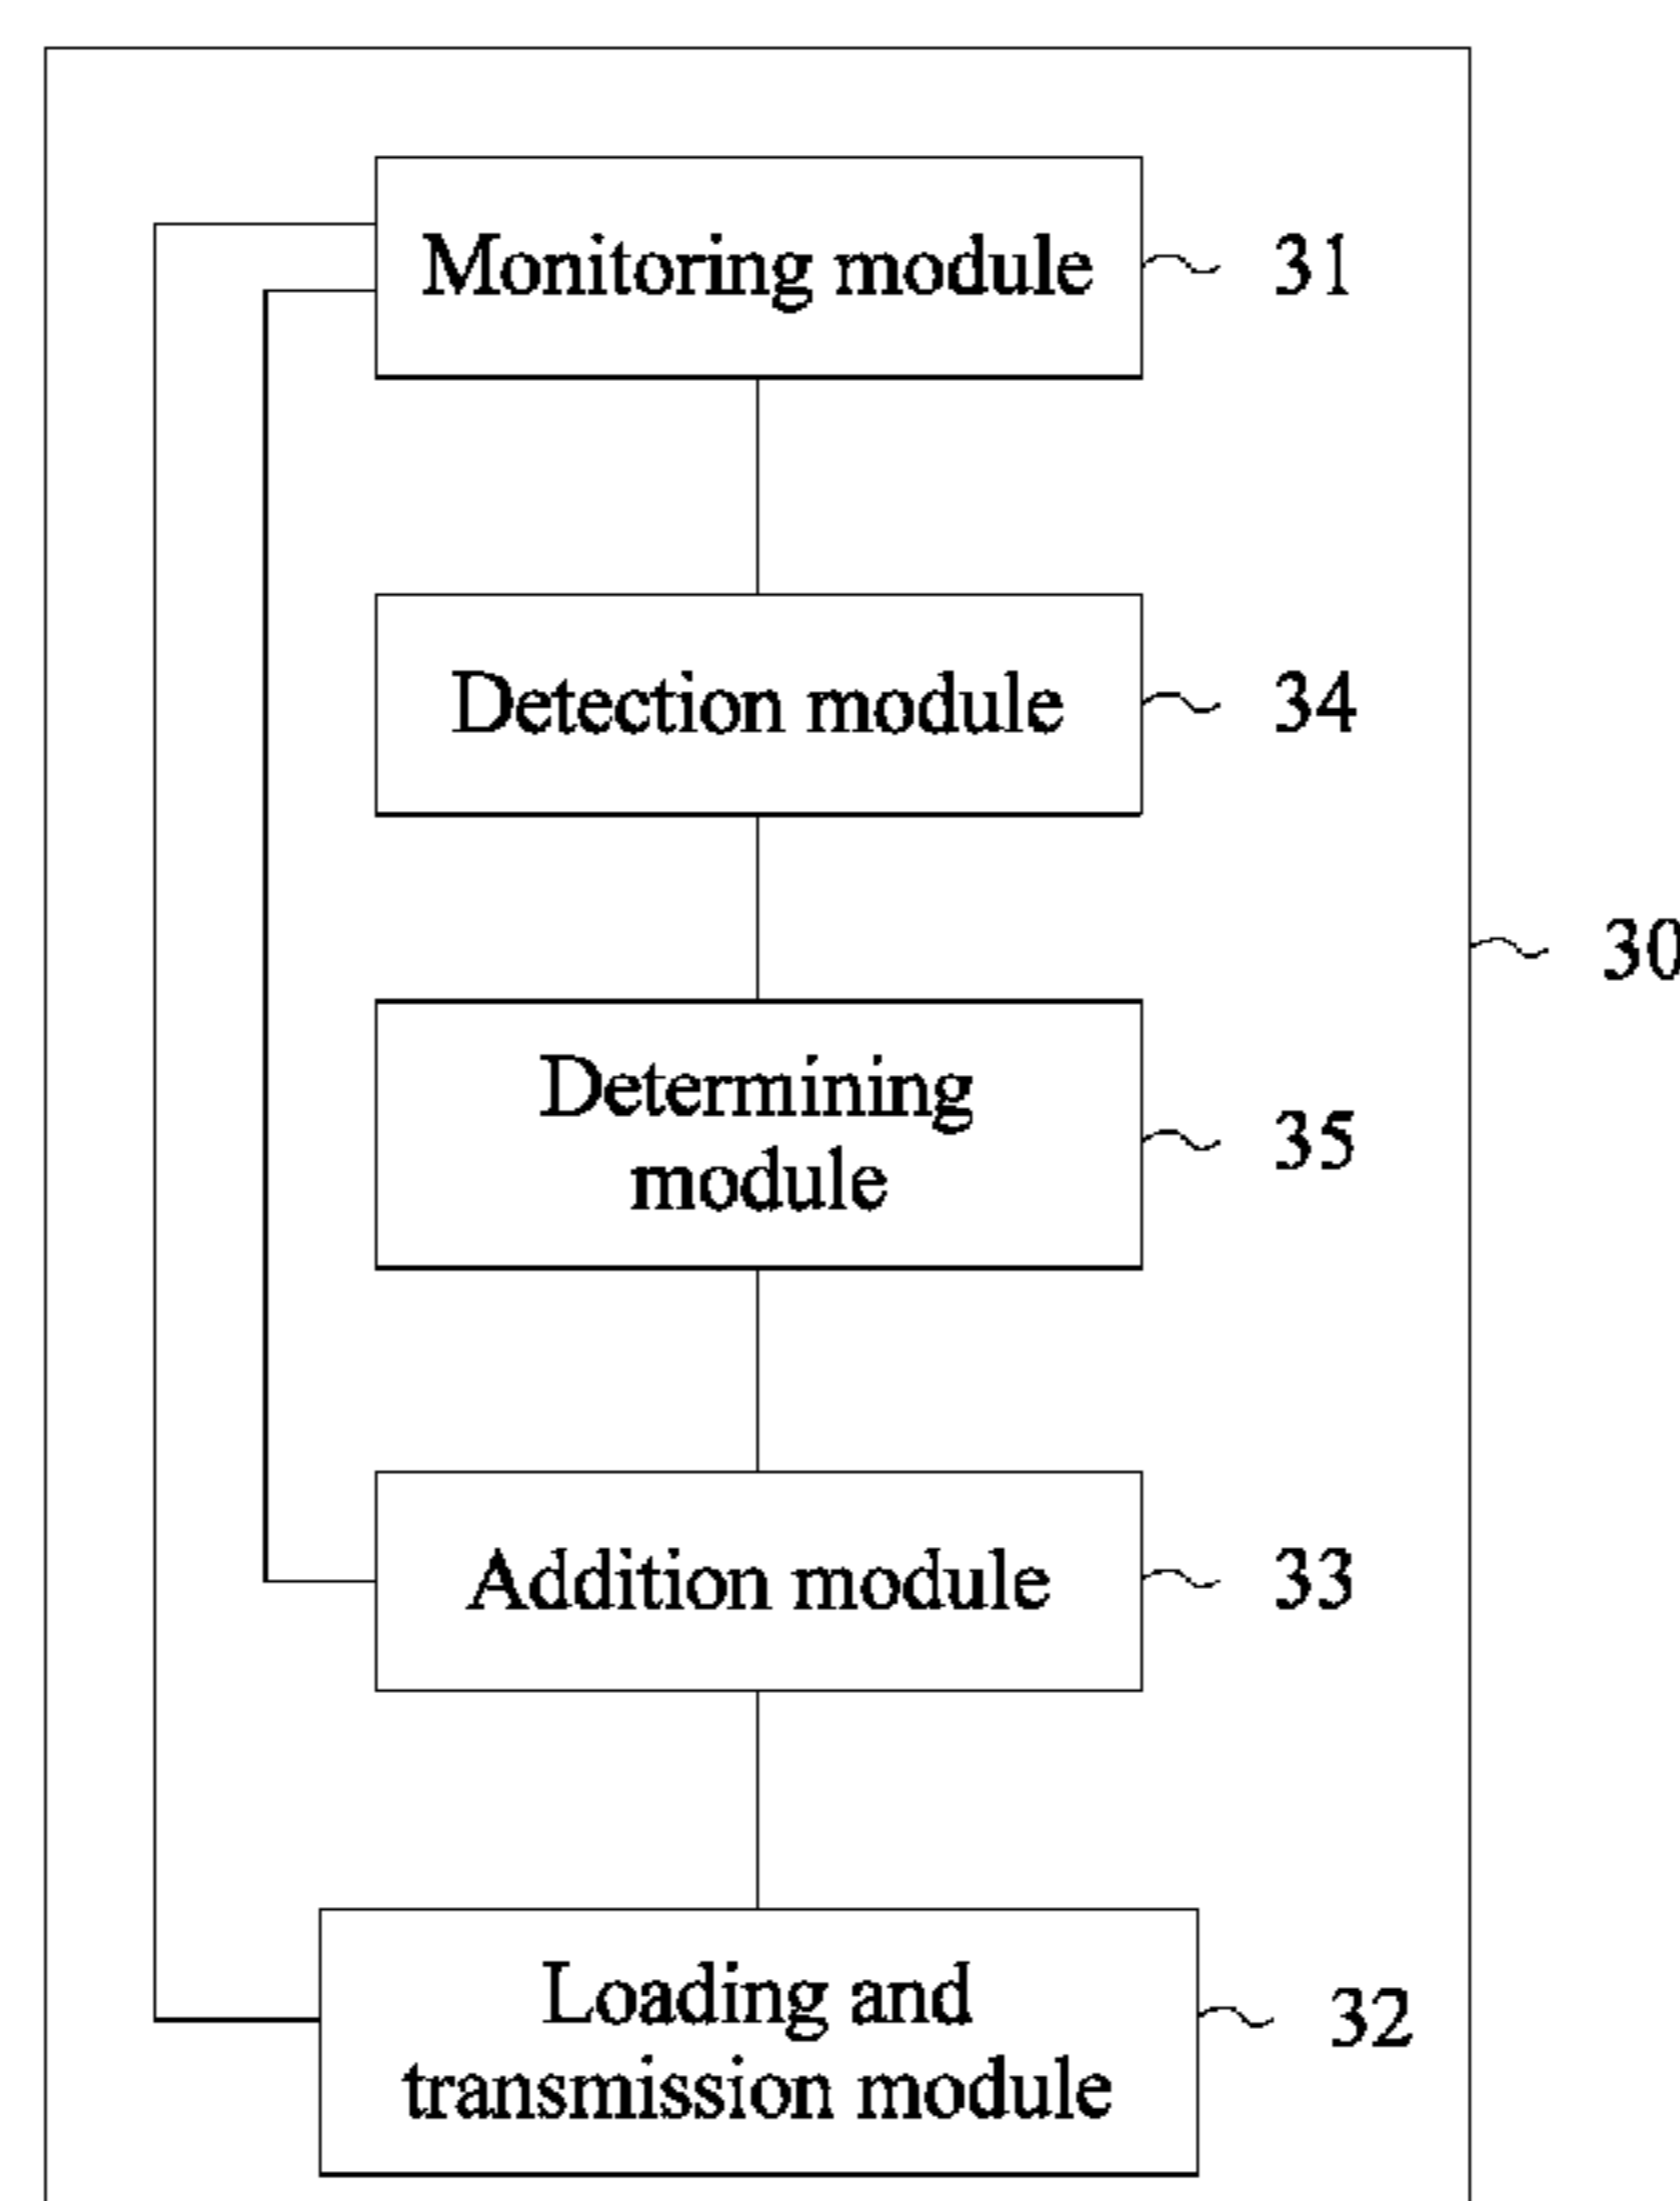 Monitoring module
31
Detection module
34
30
Determining
module
35
Addition module
33
Loading and
transmission module
32